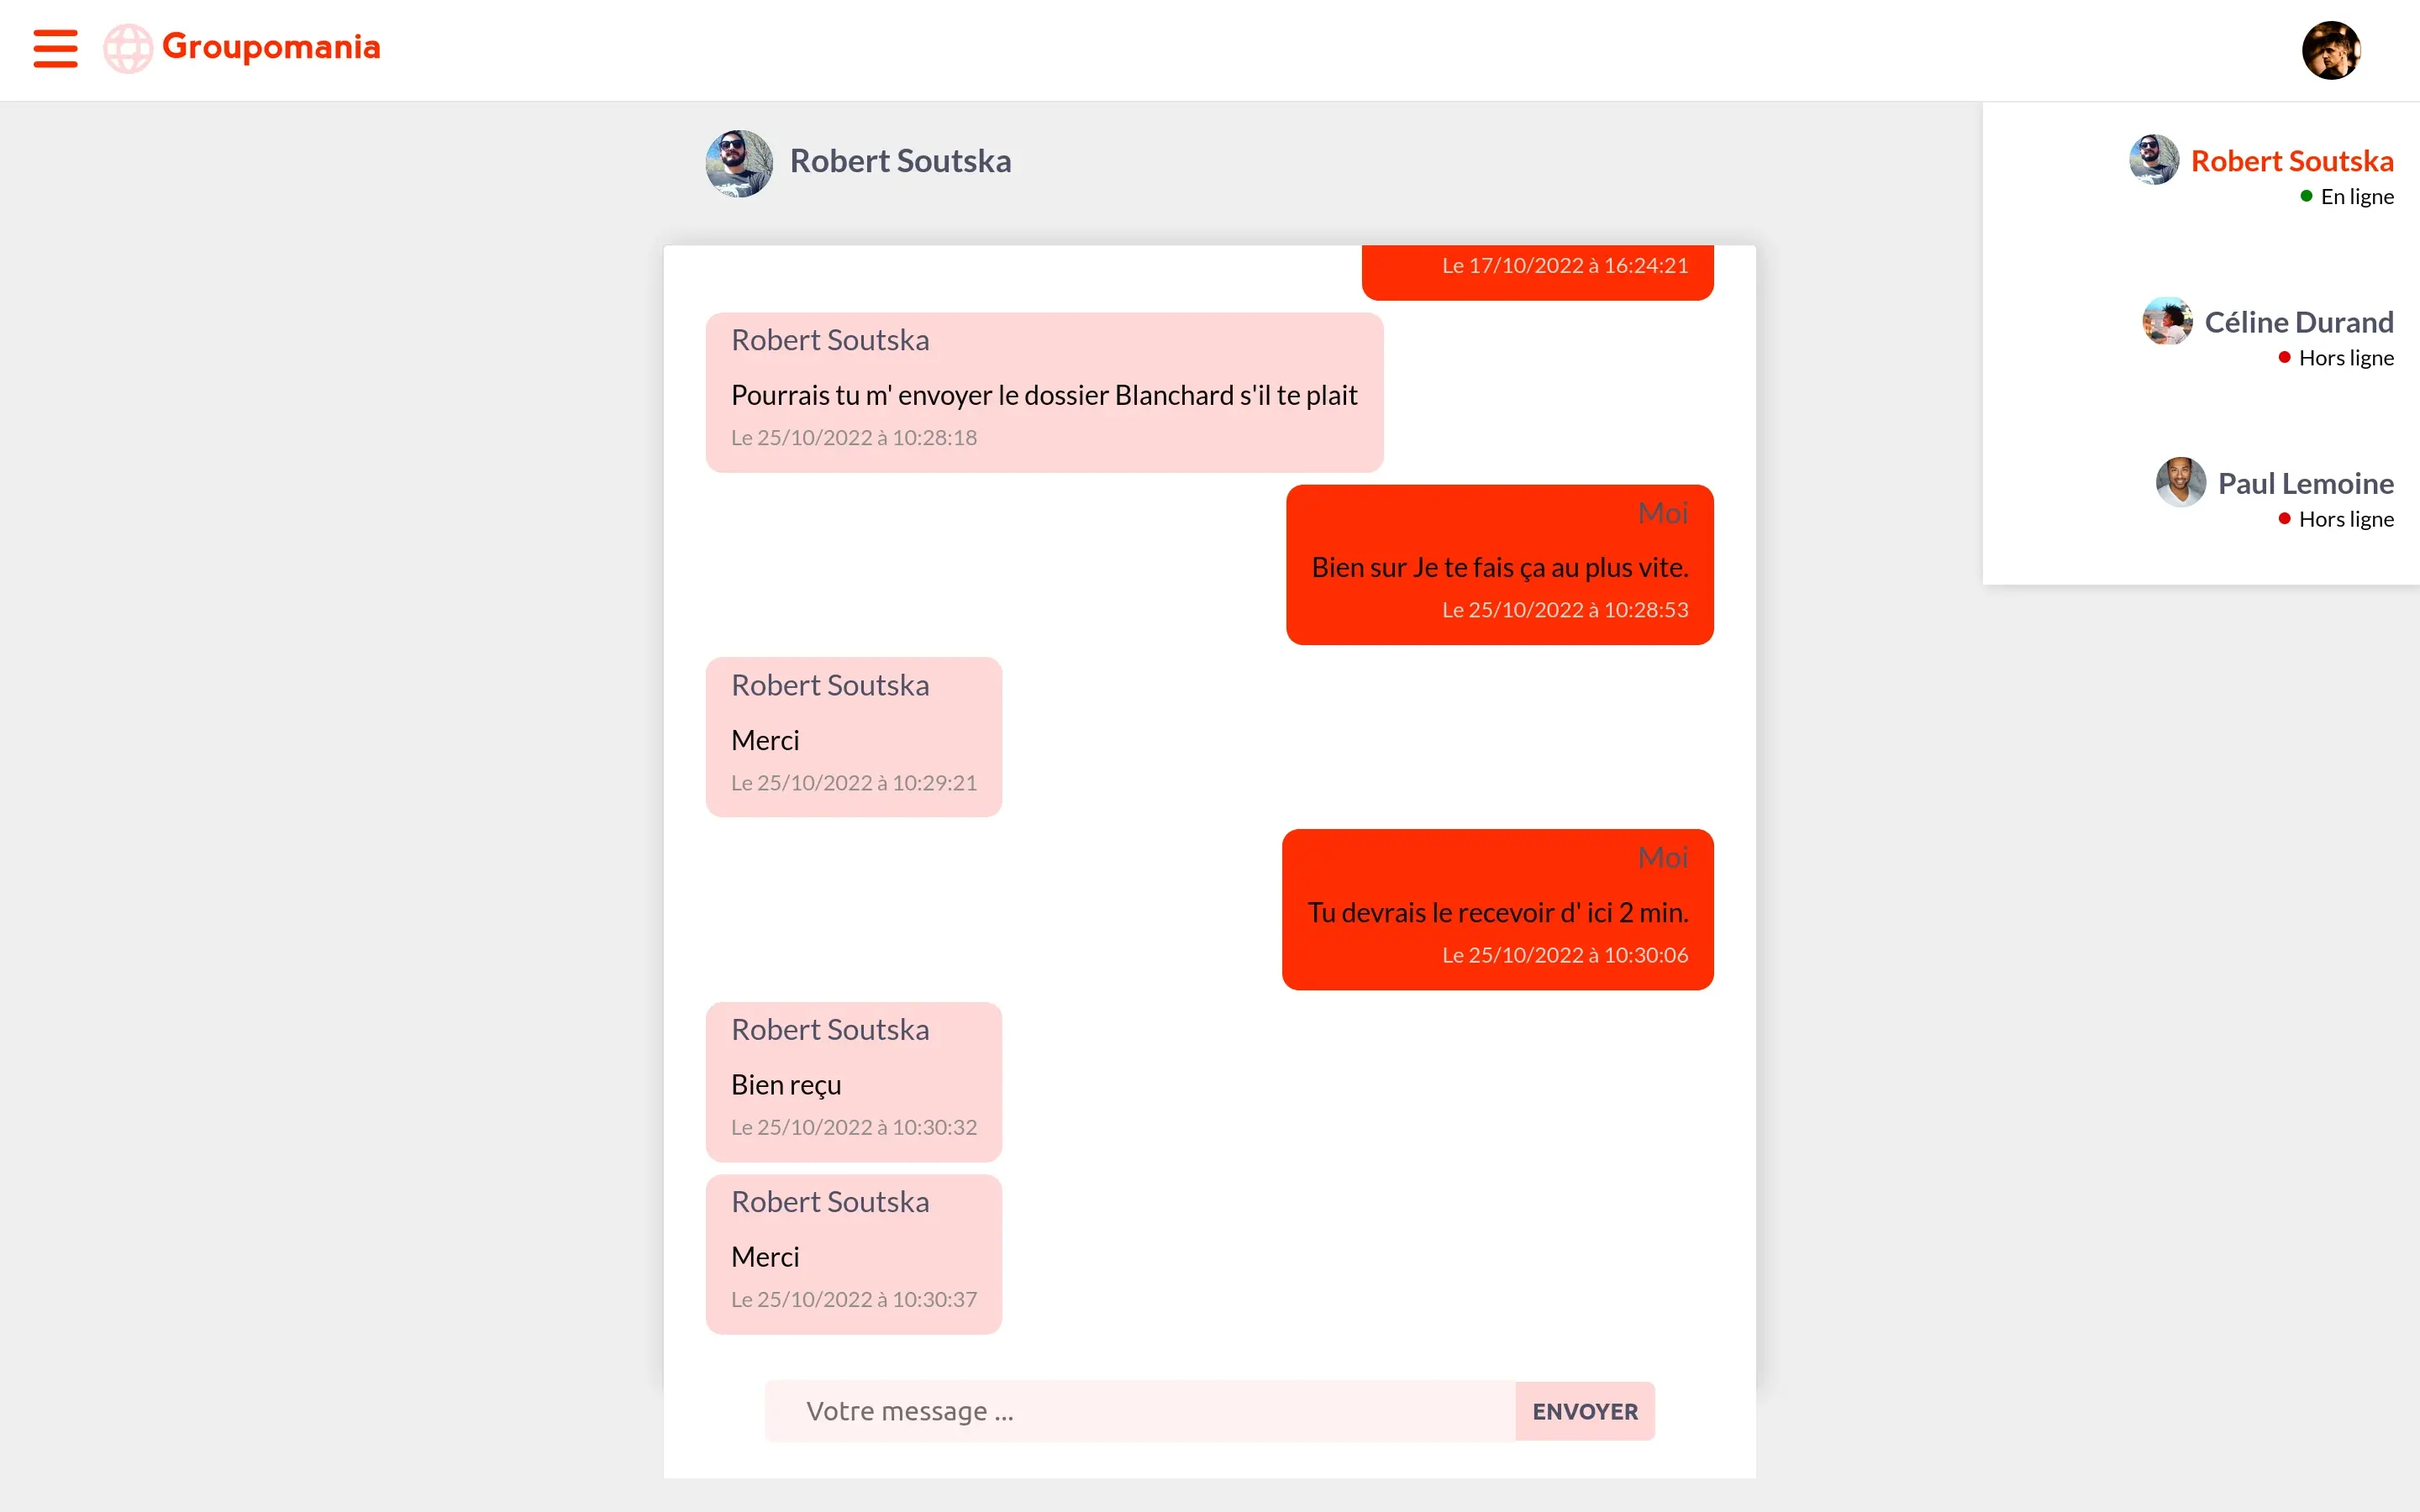 Groupomania
Robert Soutska
Le 17/10/2022 à 16:24:21
Robert Soutska
Pourrais tu m' envoyer le dossier Blanchard s'il te plait
Le 25/10/2022 à 10:28:18
Moi
Bien sur Je te fais ça au plus vite.
Le 25/10/2022 à 10:28:53
Robert Soutska
Merci
Le 25/10/2022 à 10:29:21
Moi
Tu devrais le recevoir d' ici 2 min.
Le 25/10/2022 à 10:30:06
Robert Soutska
Bien reçu
Le 25/10/2022 à 10:30:32
Robert Soutska
Merci
Le 25/10/2022 à 10:30:37
Votre message ...
ENVOYER
Robert Soutska
En ligne
Céline Durand
Hors ligne
Paul Lemoine
Hors ligne